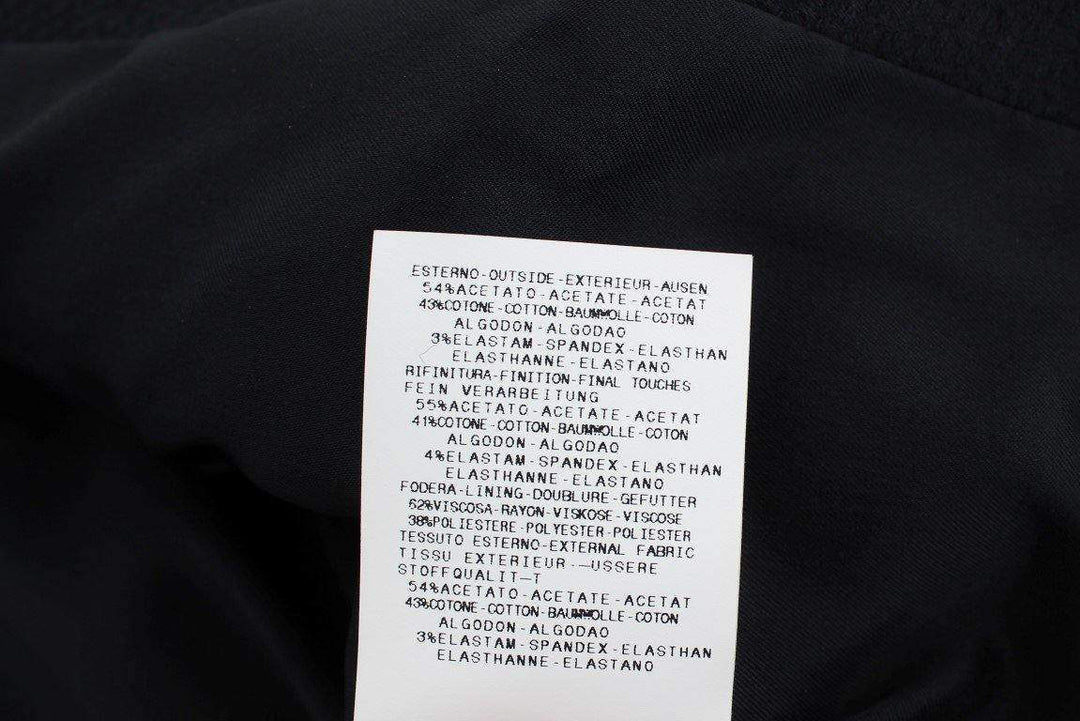 ESTERNO-OUTSIDE-EXTERIEUR-AUSEN
54%ACETATO-ACETATE-ACETAT
43%COTONE-COTTON-BAUMWOLLE-COTON
ALGODON-ALGODAO
3%ELASTAM-SPANDEX-ELASTHAN
ELASTHANNE-ELASTANO
RIFINITURA-FINITION-FINAL TOUCHES
FEIN VERARBEITUNG
55%ACETATO-ACETATE-ACETAT
41%COTONE-COTTON-BAUMWOLLE-COTON
ALGODON-ALGODAO
4%ELASTAM-SPANDEX-ELASTHAN
ELASTHANNE-ELASTANO
FODERA-LINING-DOUBLURE-GEFUTTER
62%VISCOSA-RAYON-VISKOSE-VISCOSE
38%POLIESTERE-POLYESTER-POLIESTER
TESSUTO ESTERNO-EXTERNAL FABRIC
TISSU EXTERIEUR-—USSERE
STOFFQUALIT—T
54%ACETATO-ACETATE-ACETAT
43%COTONE-COTTON-BAUMWOLLE-COTON
ALGODON-ALGODAO
3%ELASTAM-SPANDEX-ELASTHAN
ELASTHANNE-ELASTANO